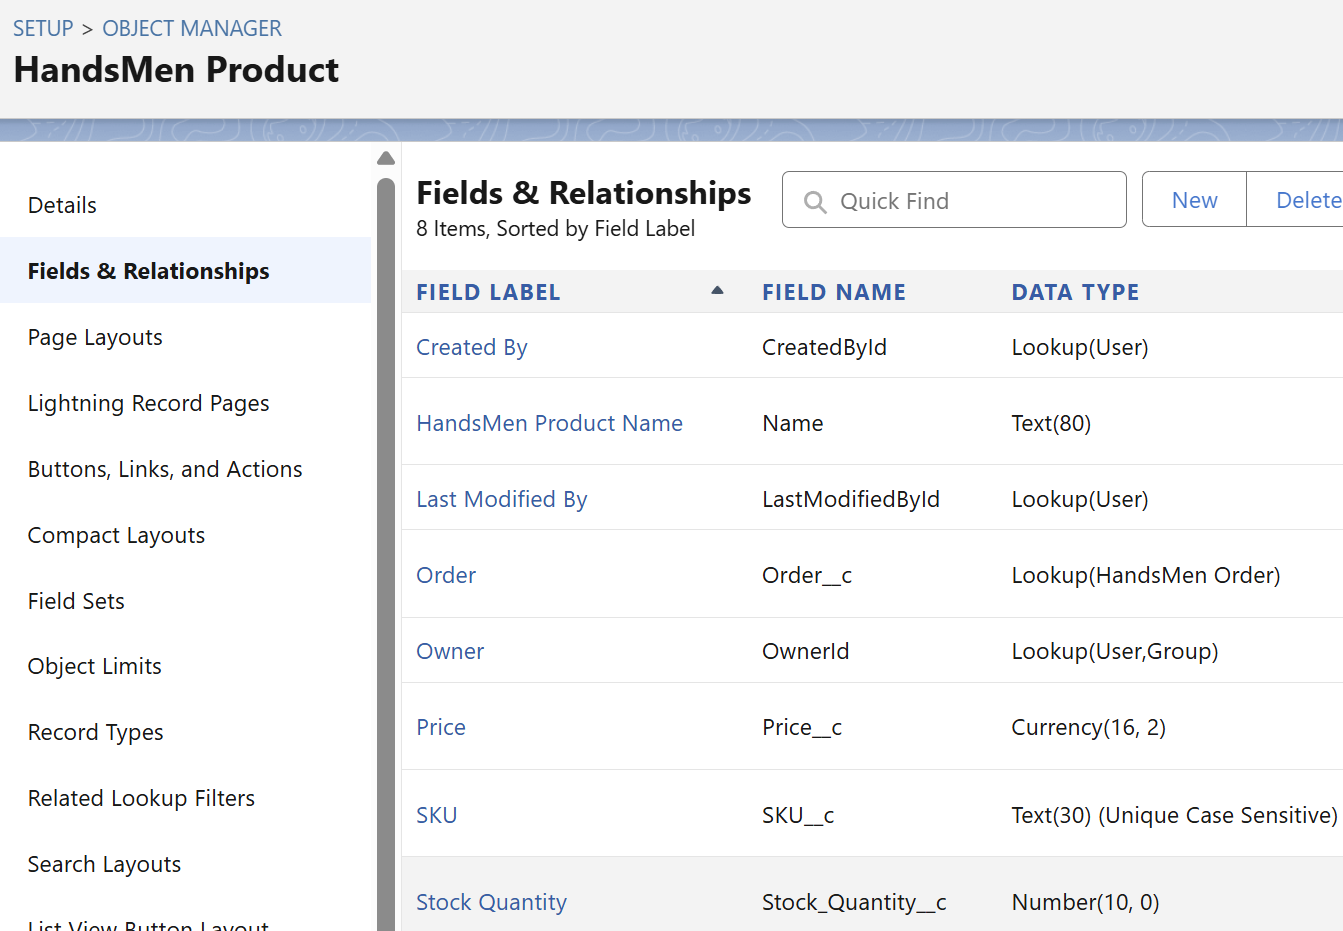 SETUP > OBJECT MANAGER
HandsMen Product
Details
Fields & Relationships
Page Layouts
Lightning Record Pages
Buttons, Links, and Actions
Compact Layouts
Field Sets
Object Limits
Record Types
Related Lookup Filters
Search Layouts
List View Button Layout
Fields & Relationships
8 Items, Sorted by Field Label
Quick Find
New
Delete
FIELD LABEL FIELD NAME DATA TYPE
Created By CreatedById Lookup(User)
HandsMen Product Name Name Text(80)
Last Modified By LastModifiedById Lookup(User)
Order Order__c Lookup(HandsMen Order)
Owner OwnerId Lookup(User,Group)
Price Price__c Currency(16, 2)
SKU SKU__c Text(30) (Unique Case Sensitive)
Stock Quantity Stock_Quantity__c Number(10, 0)